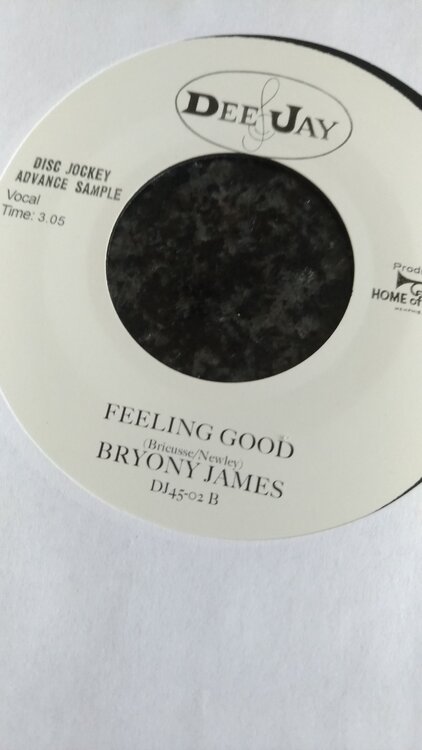 DEE JAY
DISC JOCKEY
ADVANCE SAMPLE
Vocal
Time: 3.05
HOME of
FEELING GOOD
(Bricusse/Newley)
BRYONY JAMES
DJ45-02 B